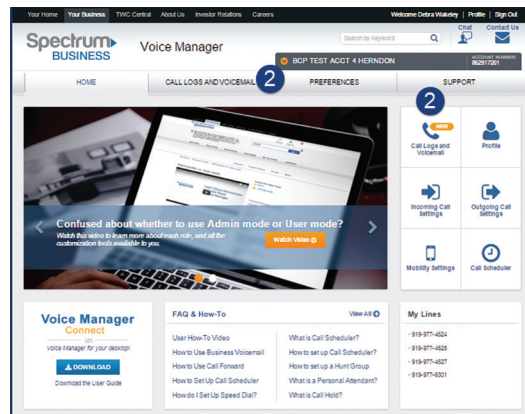 Your Home Your Business TWC Central About Us Investor Relations Careers Welcome Debra Wakeley | Profile | Sign Out
Chat Contact Us
Spectrum
BUSINESS
Voice Manager
Search by Keyword
BCP TEST ACCT 4 HERNDON
ACCOUNT NUMBER
862917201
HOME CALL LOGS AND VOICEMAIL 2 PREFERENCES SUPPORT
2
NEW
Call Logs and
Voicemail
Profile
Incoming Call
Settings
Outgoing Call
Settings
Mobility Settings
Call Scheduler
Confused about whether to use Admin mode or User mode?
Watch this video to learn more about each role, and all the
customization tools available to you.
Watch Video
Voice Manager
Connect
Voice Manager for your desktop!
DOWNLOAD
Download the User Guide
FAQ & How-To View All
User How-To Video
How to Use Business Voicemail
How to Use Call Forward
How to Set Up Call Scheduler
How do I Set Up Speed Dial?
What is Call Scheduler?
How to set up Call Scheduler?
How to setup a Hunt Group
What is a Personal Attendant?
What is Call Hold?
My Lines
- 919-977-4524
- 919-977-4525
- 919-977-4527
- 919-977-5301